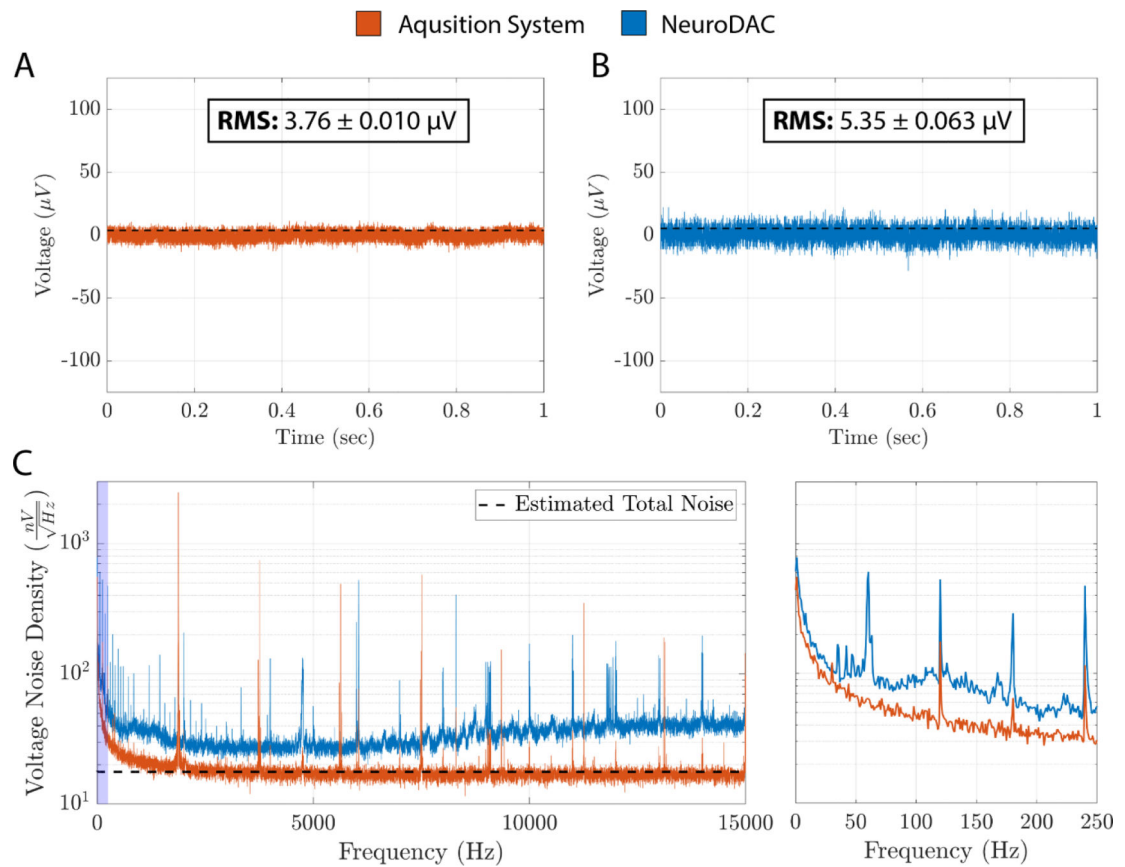 Aqusition System NeuroDAC
A
RMS: 3.76 ± 0.010 μV
Voltage (μV)
100
50
0
-50
-100
0 0.2 0.4 0.6 0.8 1
Time (sec)
B
RMS: 5.35 ± 0.063 μV
Voltage (μV)
100
50
0
-50
-100
0 0.2 0.4 0.6 0.8 1
Time (sec)
C
Voltage Noise Density (nV/√Hz)
10³
10²
10¹
Estimated Total Noise
0 5000 10000 15000
Frequency (Hz)
0 50 100 150 200 250
Frequency (Hz)